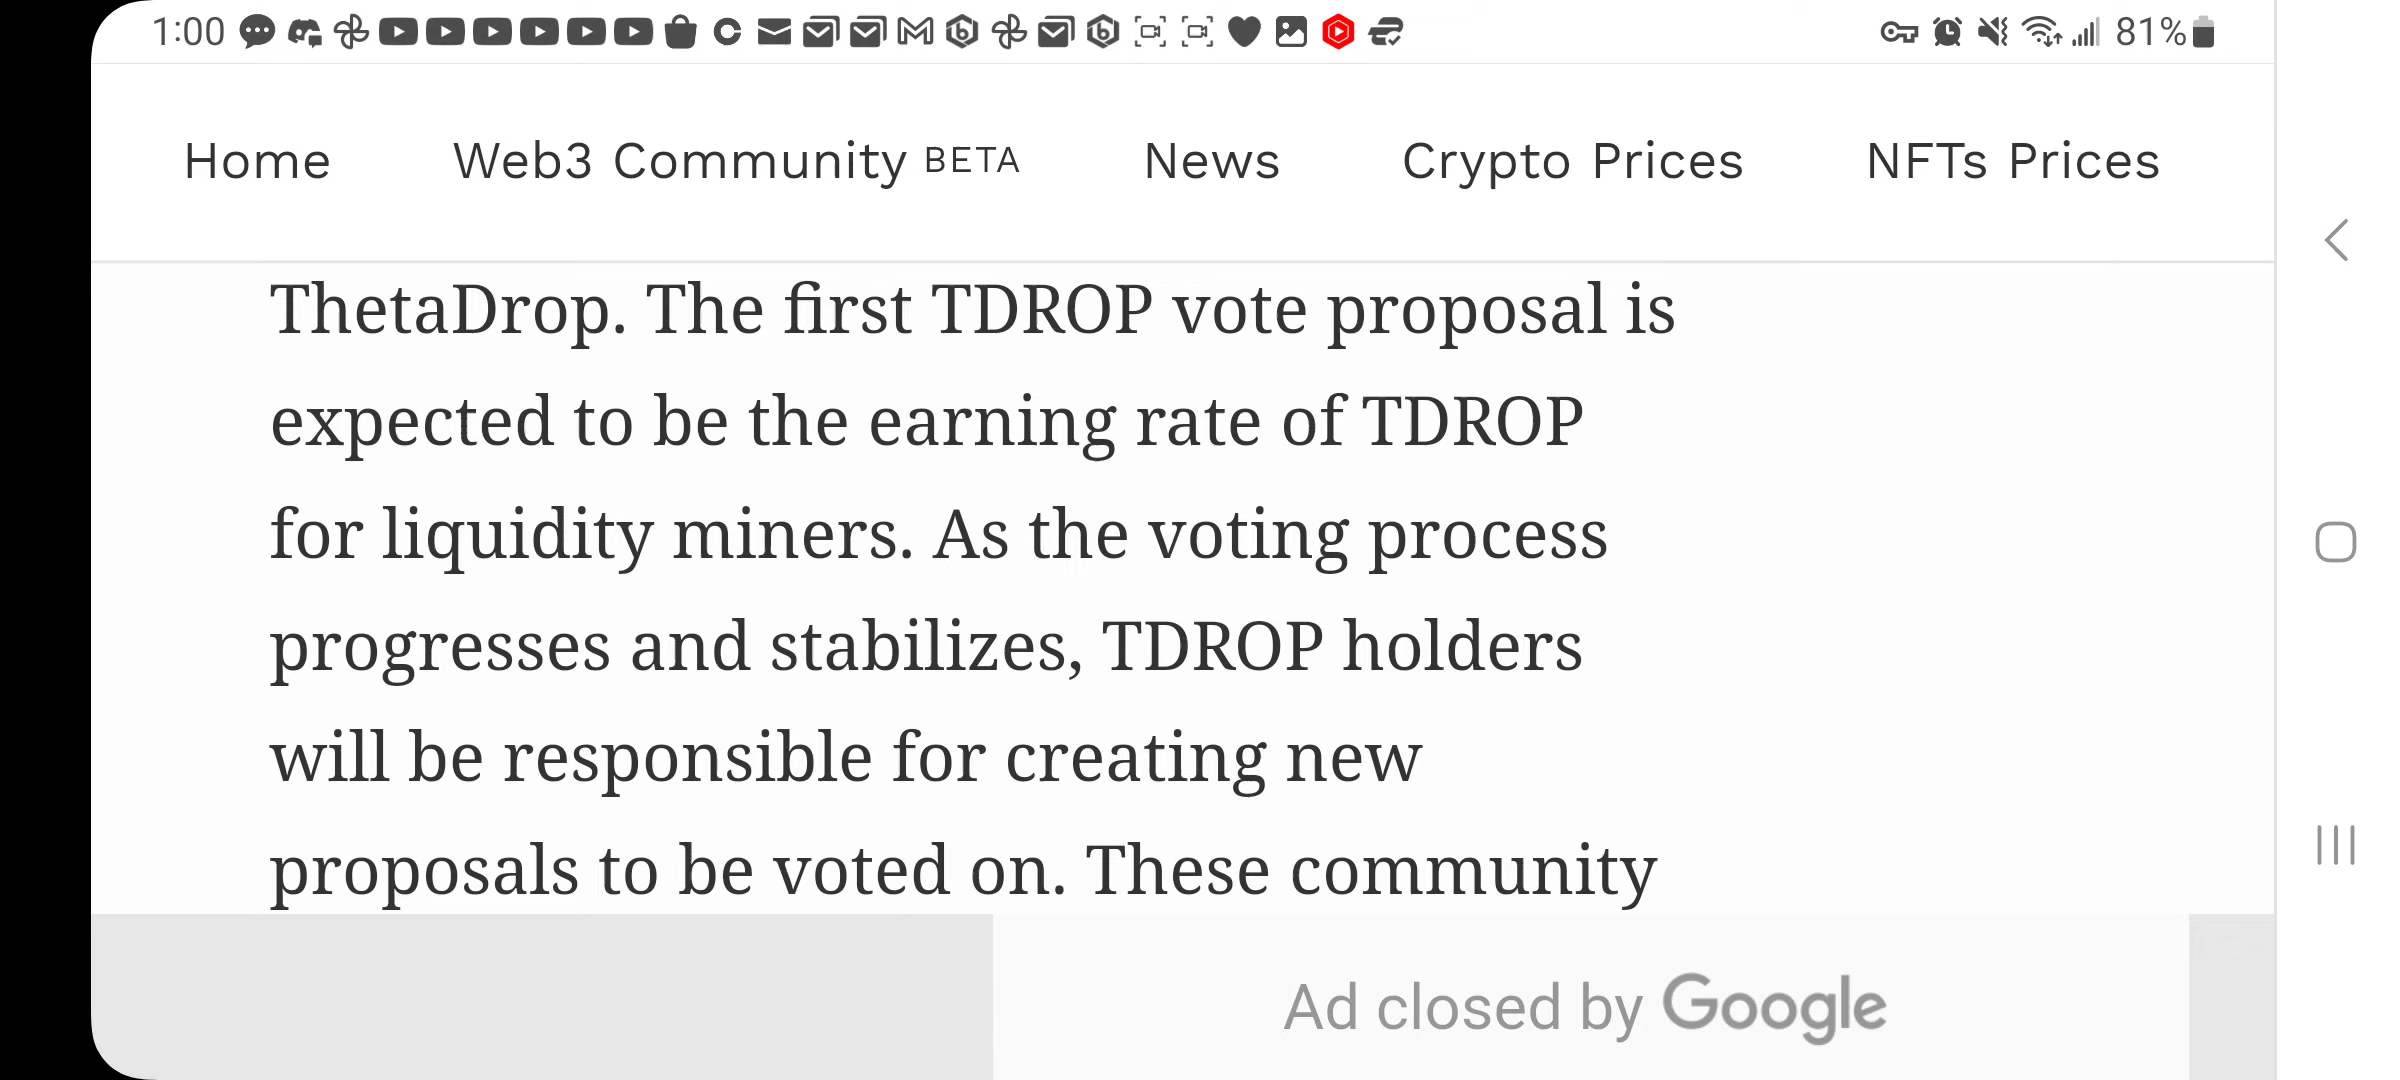 1:00 81%
Home Web3 Community BETA News Crypto Prices NFTs Prices
ThetaDrop. The first TDROP vote proposal is
expected to be the earning rate of TDROP
for liquidity miners. As the voting process
progresses and stabilizes, TDROP holders
will be responsible for creating new
proposals to be voted on. These community
Ad closed by Google